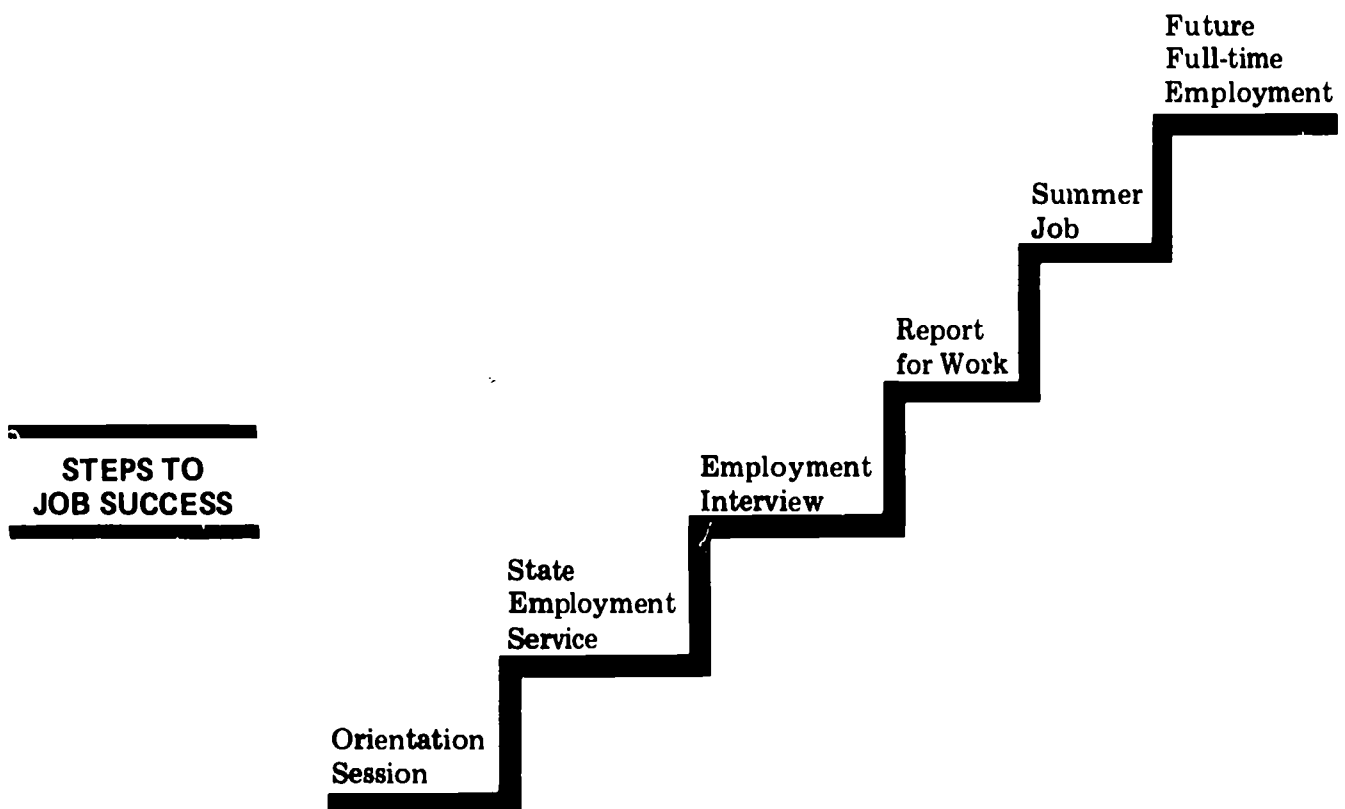 Future
Full-time
Employment
Summer
Job
Report
for Work
Employment
Interview
STEPS TO
JOB SUCCESS
State
Employment
Service
Orientation
Session